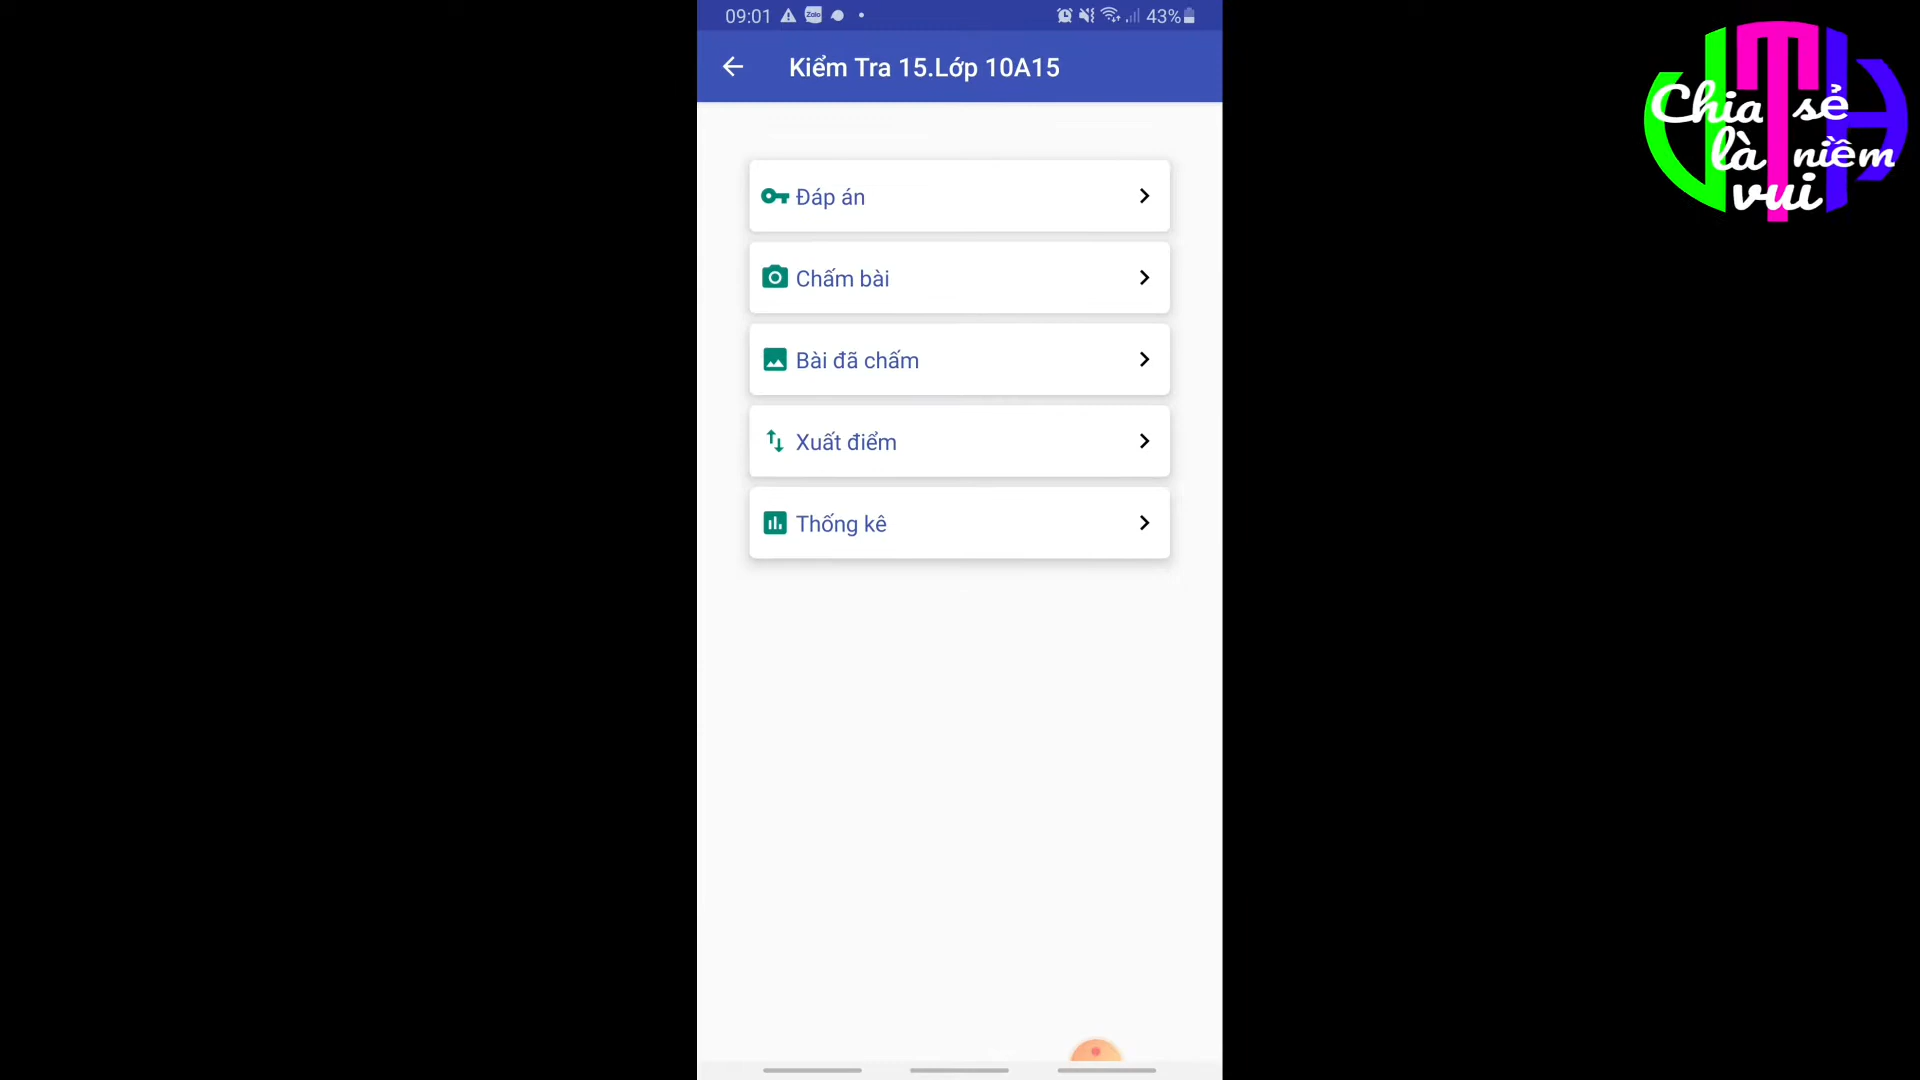 09:01
Zalo
43%
Kiểm Tra 15.Lớp 10A15
Đáp án
Chấm bài
Bài đã chấm
Xuất điểm
Thống kê
Chia sẻ
là niềm
vui